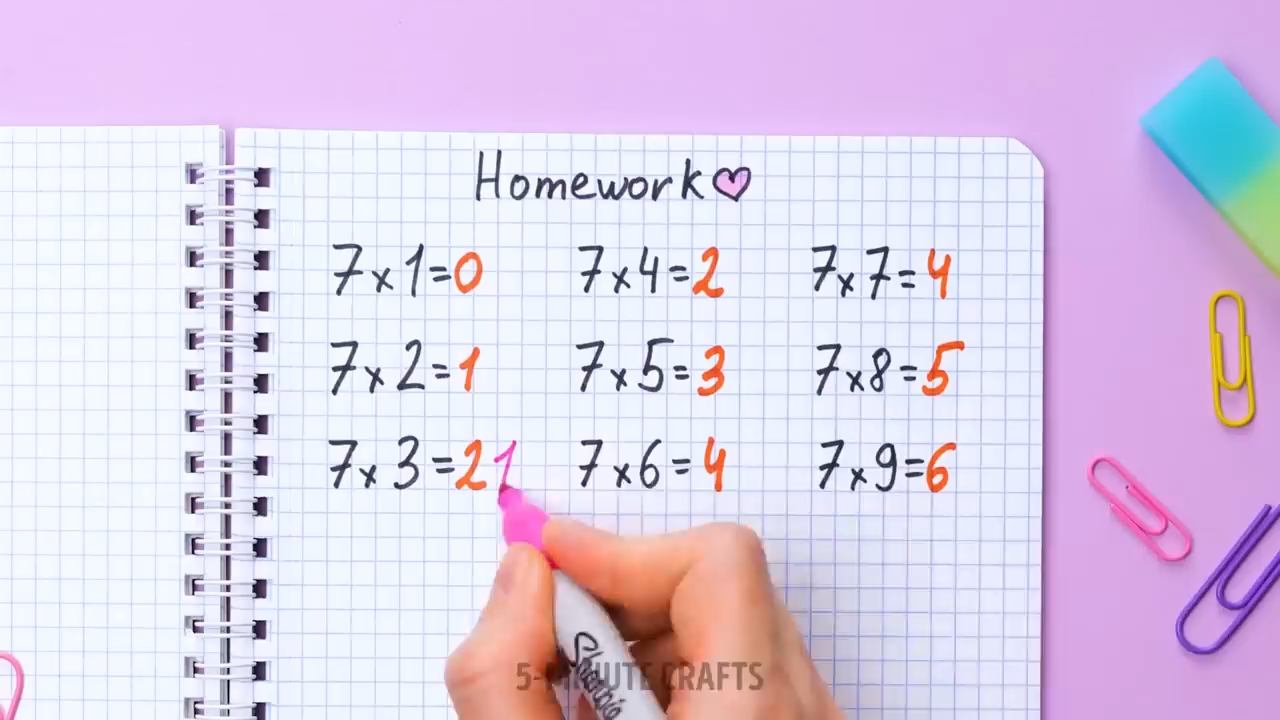 Homework
7x1=0 7x4=2 7x7=4
7x2=1 7x5=3 7x8=5
7x3=21 7x6=4 7x9=6
Sharpie
5-MINUTE CRAFTS